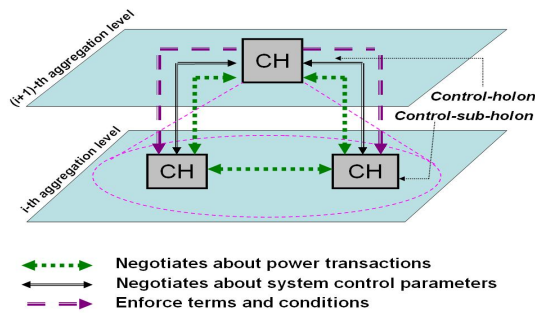 (i+1)-th aggregation level
CH
Control-holon
Control-sub-holon
i-th aggregation level
CH
CH
Negotiates about power transactions
Negotiates about system control parameters
Enforce terms and conditions